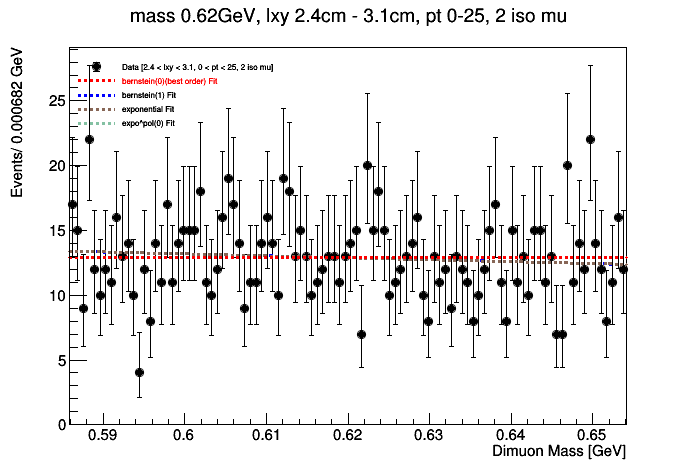 mass 0.62GeV, lxy 2.4cm - 3.1cm, pt 0-25, 2 iso mu
Events/ 0.000682 GeV
Data [2.4 < lxy < 3.1, 0 < pt < 25, 2 iso mu]
bernstein(0)(best order) Fit
bernstein(1) Fit
exponential Fit
expo*pol(0) Fit
25
20
15
10
5
0
0.59 0.6 0.61 0.62 0.63 0.64 0.65
Dimuon Mass [GeV]